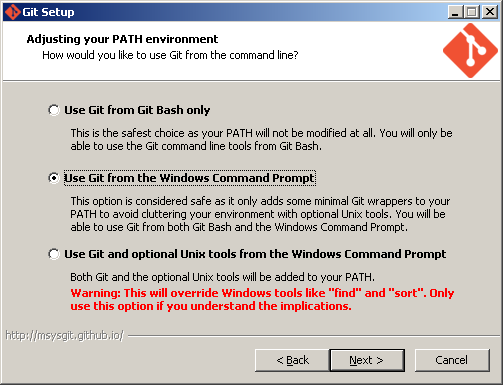 Git Setup
Adjusting your PATH environment
How would you like to use Git from the command line?
Use Git from Git Bash only
This is the safest choice as your PATH will not be modified at all. You will only be
able to use the Git command line tools from Git Bash.
Use Git from the Windows Command Prompt
This option is considered safe as it only adds some minimal Git wrappers to your
PATH to avoid cluttering your environment with optional Unix tools. You will be
able to use Git from both Git Bash and the Windows Command Prompt.
Use Git and optional Unix tools from the Windows Command Prompt
Both Git and the optional Unix tools will be added to your PATH.
Warning: This will override Windows tools like "find" and "sort". Only
use this option if you understand the implications.
http://msysgit.github.io/
< Back Next > Cancel